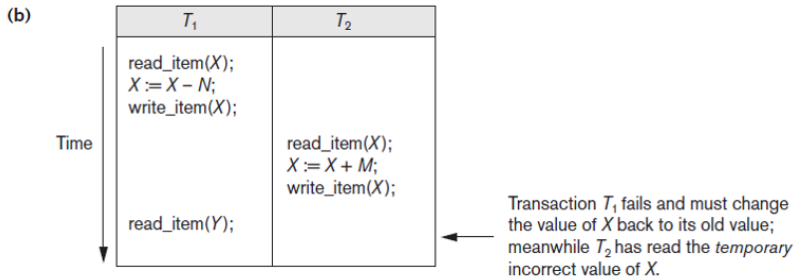 (b)
T1 T2
read_item(X);
X := X – N;
write_item(X);
Time
read_item(X);
X := X + M;
write_item(X);
read_item(Y);
Transaction T1 fails and must change
the value of X back to its old value;
meanwhile T2 has read the temporary
incorrect value of X.